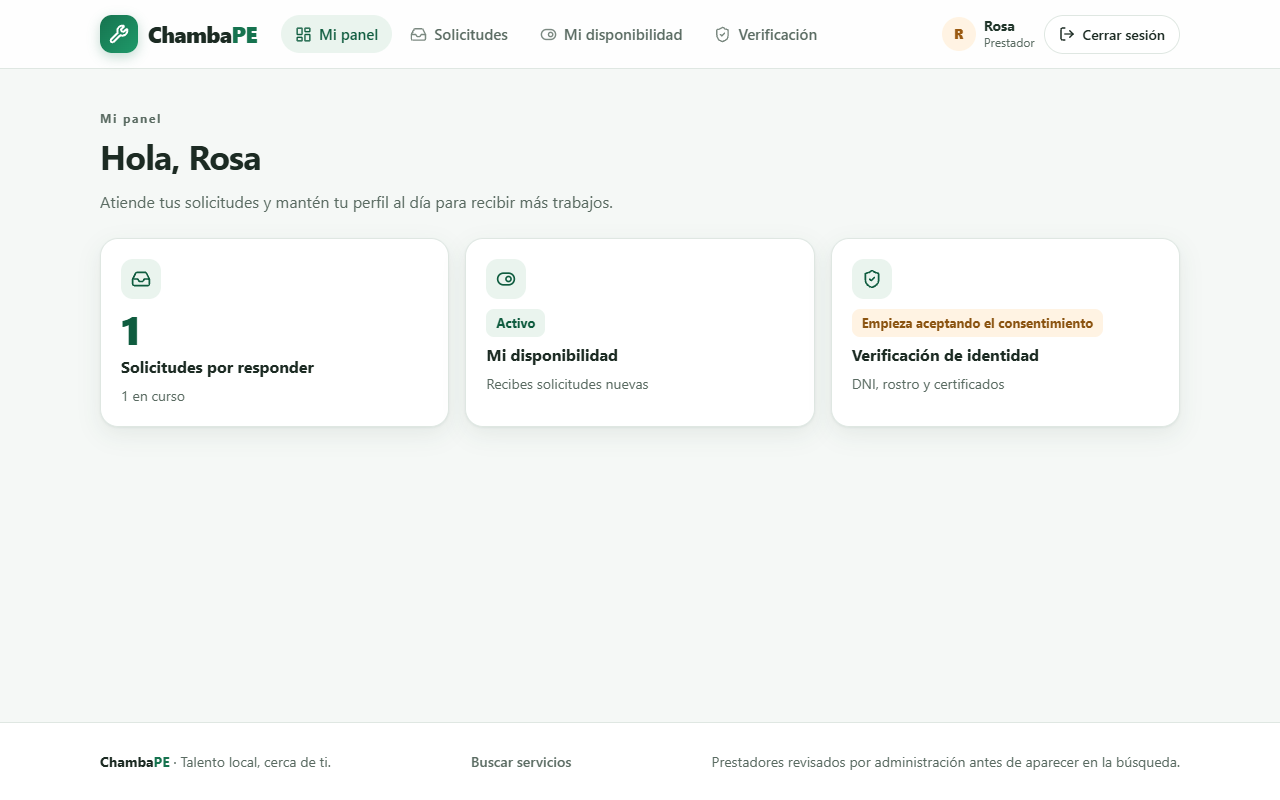 ChambaPE
Mi panel
Solicitudes
Mi disponibilidad
Verificación
R
Rosa
Prestador
Cerrar sesión
Mi panel
Hola, Rosa
Atiende tus solicitudes y mantén tu perfil al día para recibir más trabajos.
1
Solicitudes por responder
1 en curso
Activo
Mi disponibilidad
Recibes solicitudes nuevas
Empieza aceptando el consentimiento
Verificación de identidad
DNI, rostro y certificados
ChambaPE · Talento local, cerca de ti.
Buscar servicios
Prestadores revisados por administración antes de aparecer en la búsqueda.